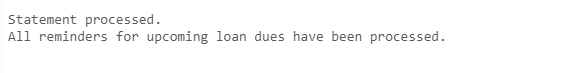 Statement processed.
All reminders for upcoming loan dues have been processed.